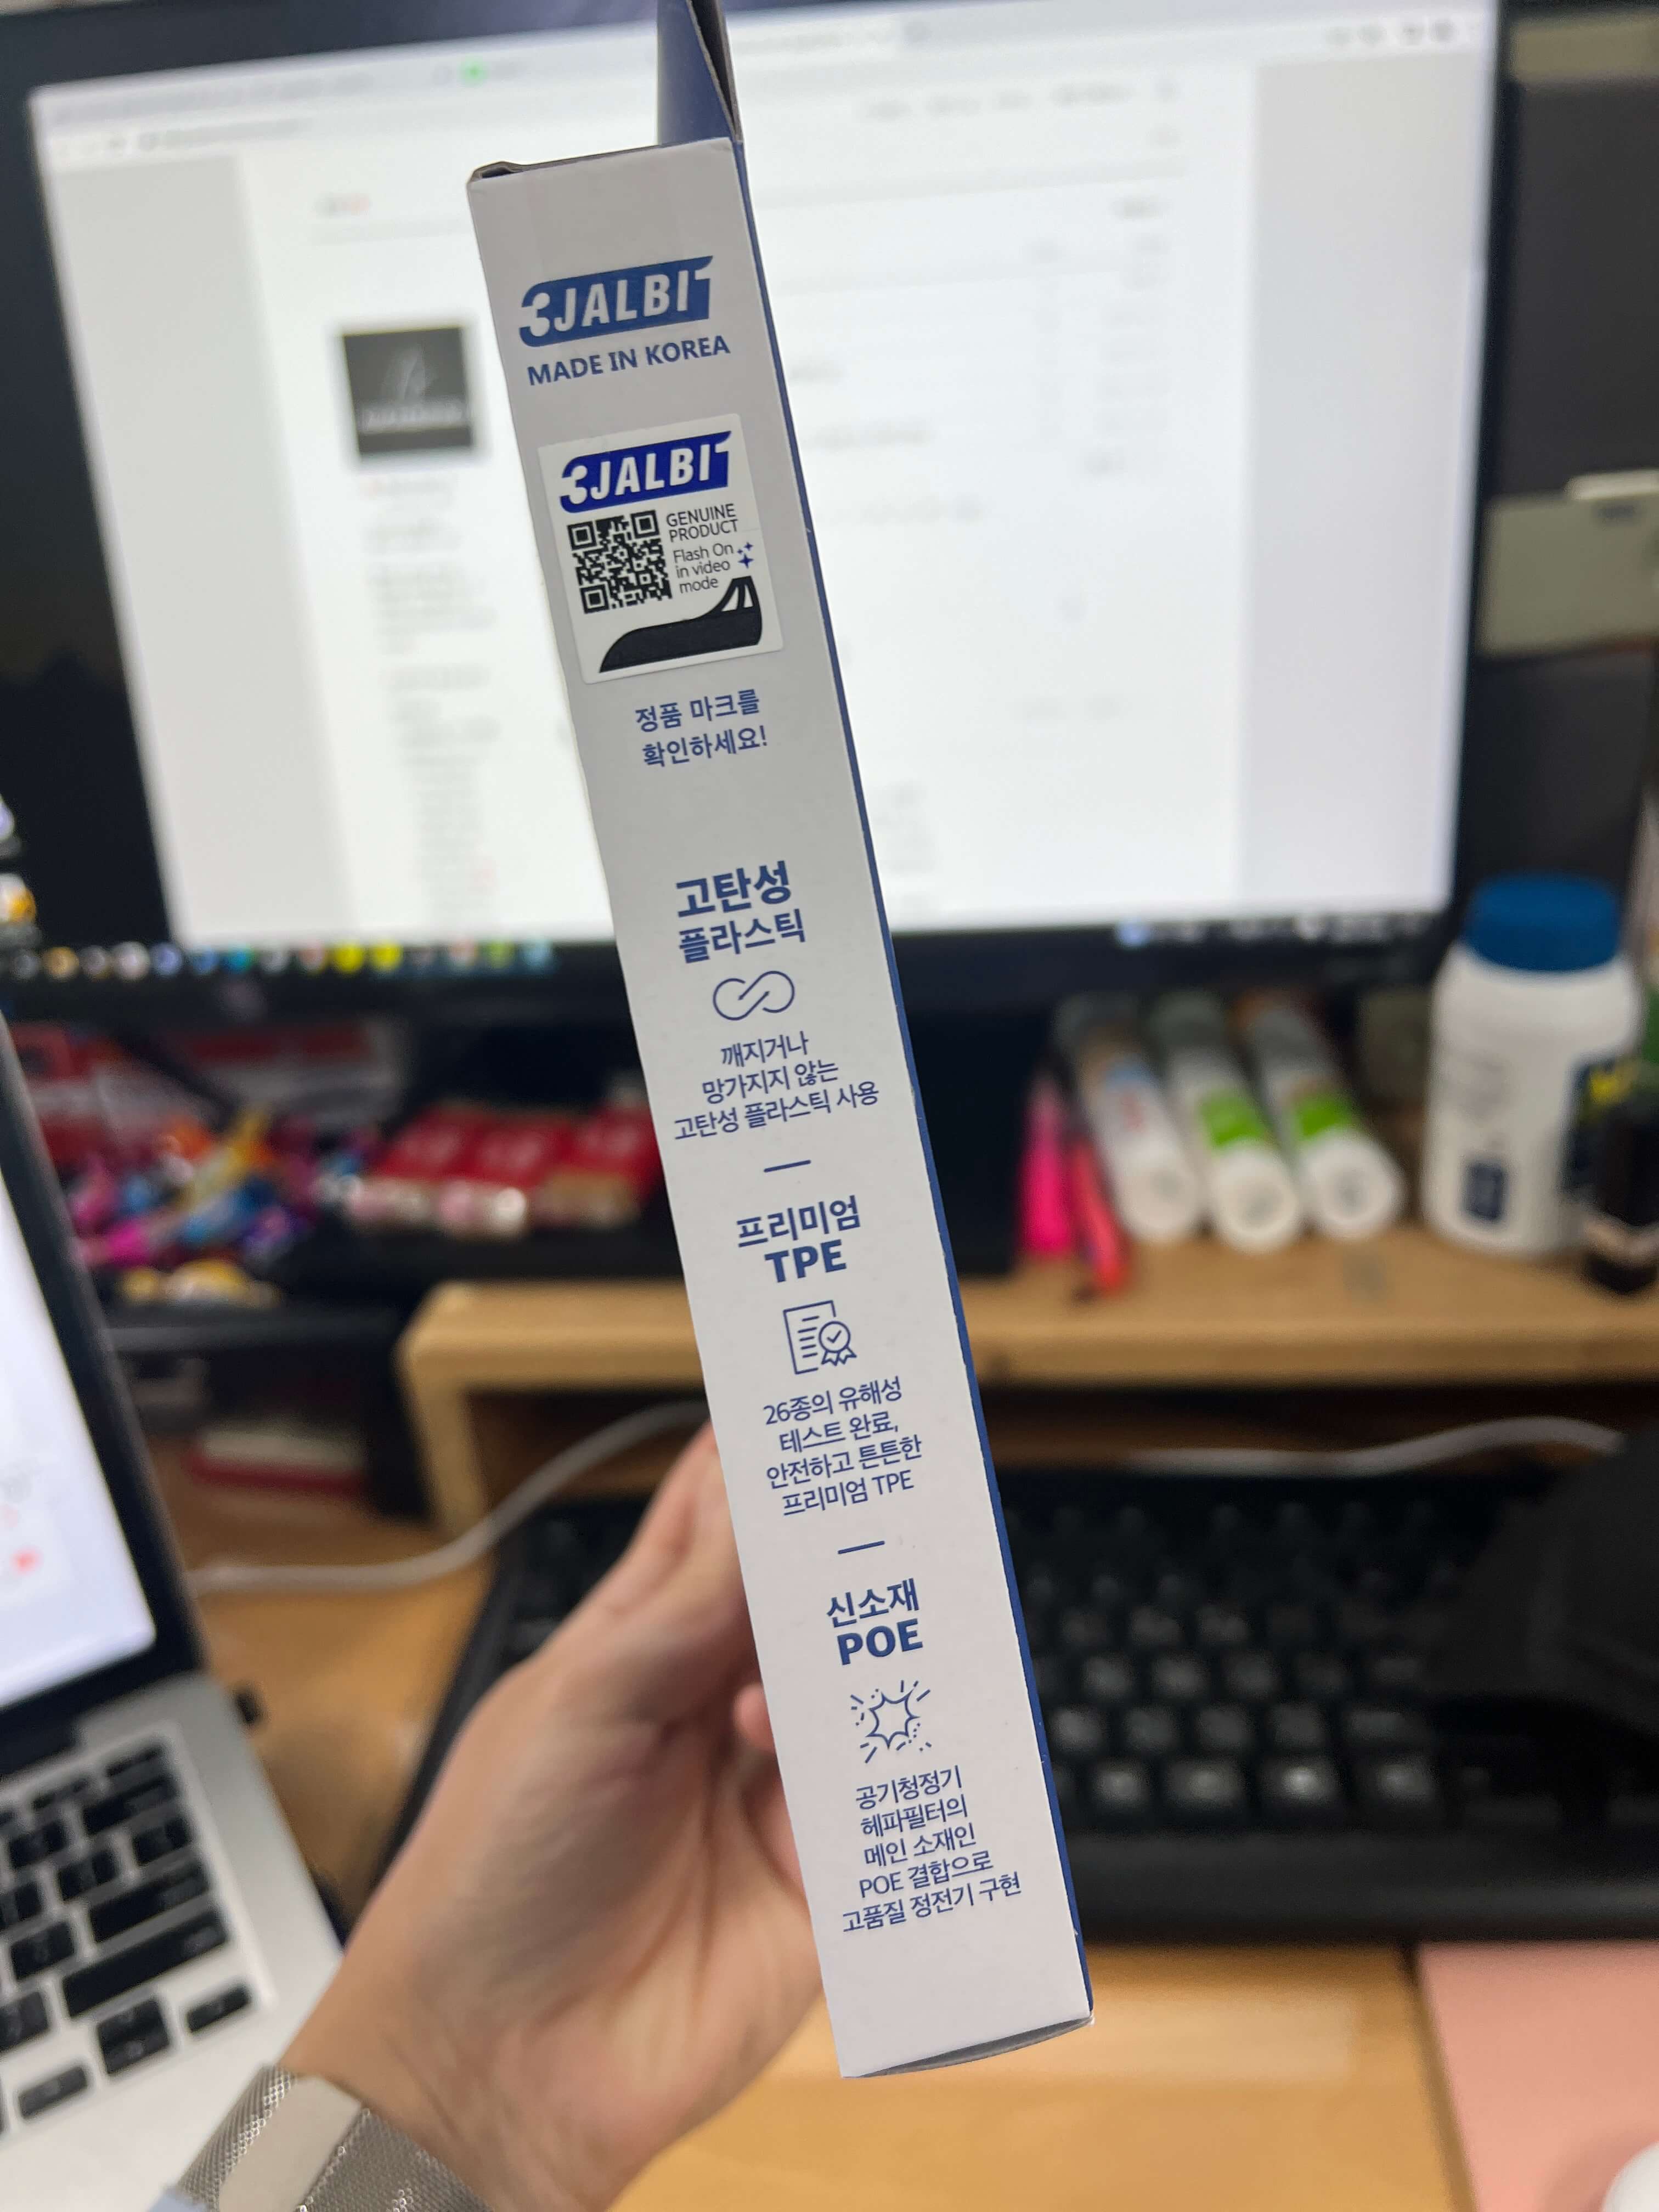 3JALBI1
MADE IN KOREA
3JALBI1
GENUINE
PRODUCT
Flash On
in video
mode
정품 마크를
확인하세요!
고탄성
플라스틱
깨지거나
망가지지 않는
고탄성 플라스틱 사용
프리미엄
TPE
26종의 유해성
테스트 완료,
안전하고 튼튼한
프리미엄 TPE
신소재
POE
공기청정기
헤파필터의
메인 소재인
POE 결합으로
고품질 정전기 구현